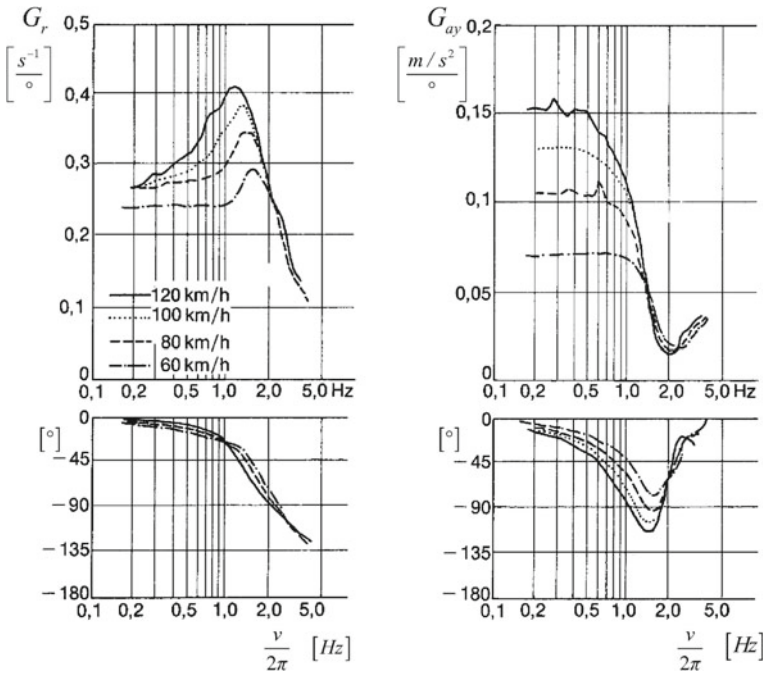 G_r
[s⁻¹/°]
0,5
0,4
0,3
0,2
0,1
0
120 km/h
100 km/h
80 km/h
60 km/h
0,1 0,2 0,5 1,0 2,0 5,0 Hz
[°]
0
−45
−90
−135
−180
0,1 0,2 0,5 1,0 2,0 5,0
ν/2π [Hz]
G_ay
[m/s²/°]
0,2
0,15
0,1
0,05
0
0,1 0,2 0,5 1,0 2,0 5,0 Hz
[°]
0
−45
−90
−135
−180
0,1 0,2 0,5 1,0 2,0 5,0
ν/2π [Hz]